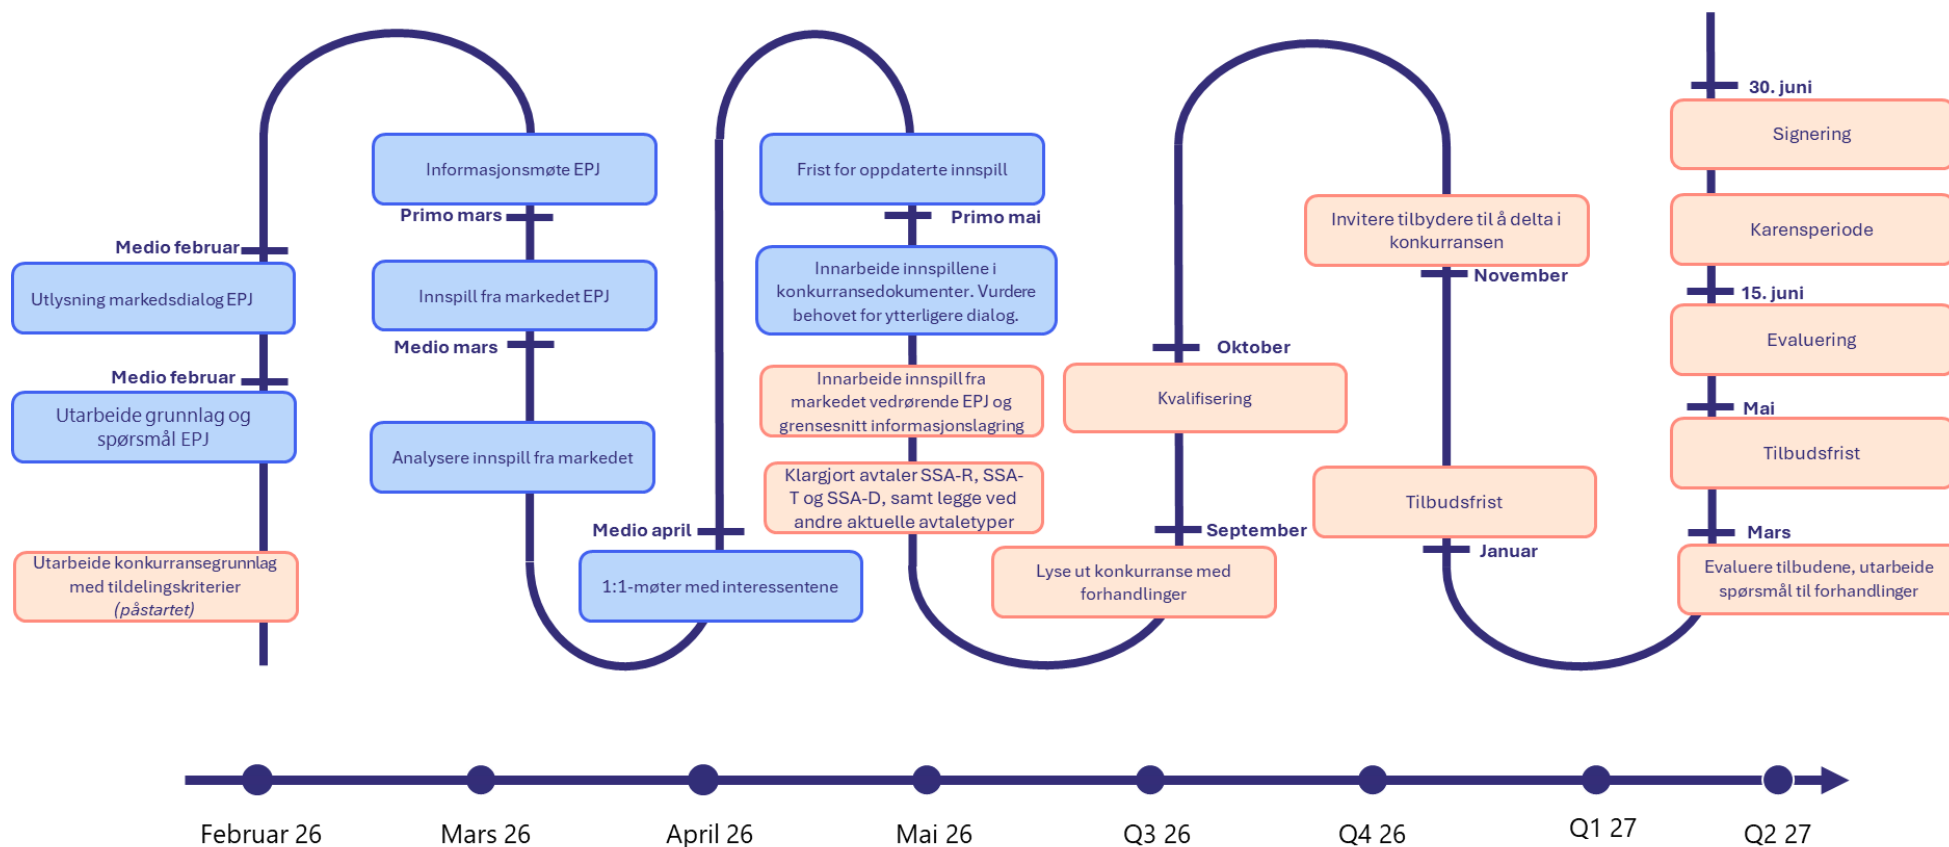 Medio februar
Utlysning markedsdialog EPJ
Medio februar
Utarbeide grunnlag og
spørsmål EPJ
Utarbeide konkurransegrunnlag
med tildelingskriterier
(påstartet)
Informasjonsmøte EPJ
Primo mars
Innspill fra markedet EPJ
Medio mars
Analysere innspill fra markedet
Medio april
1:1-møter med interessentene
Frist for oppdaterte innspill
Primo mai
Innarbeide innspillene i
konkurransedokumenter. Vurdere
behovet for ytterligere dialog.
Innarbeide innspill fra
markedet vedrørende EPJ og
grensesnitt informasjonslagring
Klargjort avtaler SSA-R, SSA-
T og SSA-D, samt legge ved
andre aktuelle avtaletyper
Oktober
Kvalifisering
September
Lyse ut konkurranse med
forhandlinger
Invitere tilbydere til å delta i
konkurransen
November
Tilbudsfrist
Januar
30. juni
Signering
Karensperiode
15. juni
Evaluering
Mai
Tilbudsfrist
Mars
Evaluere tilbudene, utarbeide
spørsmål til forhandlinger
Februar 26
Mars 26
April 26
Mai 26
Q3 26
Q4 26
Q1 27
Q2 27